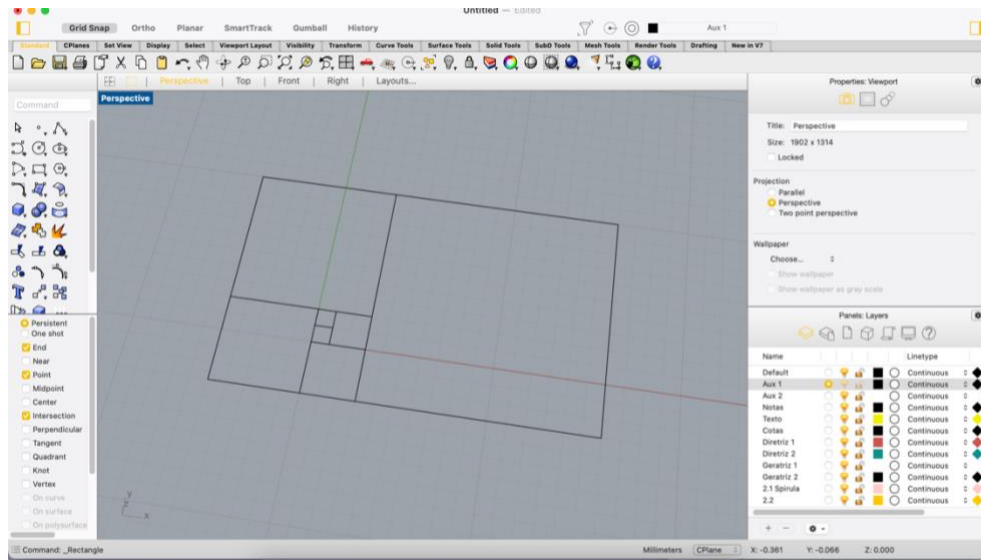 Untitled — Edited
Grid Snap Ortho Planar SmartTrack Gumball History Aux 1
Standard CPlanes Set View Display Select Viewport Layout Visibility Transform Curve Tools Surface Tools Solid Tools SubD Tools Mesh Tools Render Tools Drafting New in V7
Perspective | Top | Front | Right | Layouts...
Command
Perspective
Persistent
One shot
End
Near
Point
Midpoint
Center
Intersection
Perpendicular
Tangent
Quadrant
Knot
Vertex
On curve
On surface
On polysurface
y
z
x
Properties: Viewport
Title: Perspective
Size: 1902 x 1314
Locked
Projection
Parallel
Perspective
Two point perspective
Wallpaper
Choose...
Show wallpaper
Show wallpaper as gray scale
Panels: Layers
Name Linetype
Default Continuous
Aux 1 Continuous
Aux 2 Continuous
Notas Continuous
Texto Continuous
Cotas Continuous
Diretriz 1 Continuous
Diretriz 2 Continuous
Geratriz 1 Continuous
Geratriz 2 Continuous
2.1 Spirula Continuous
2.2 Continuous
Command: _Rectangle Millimeters CPlane X: -0.361 Y: -0.066 Z: 0.000